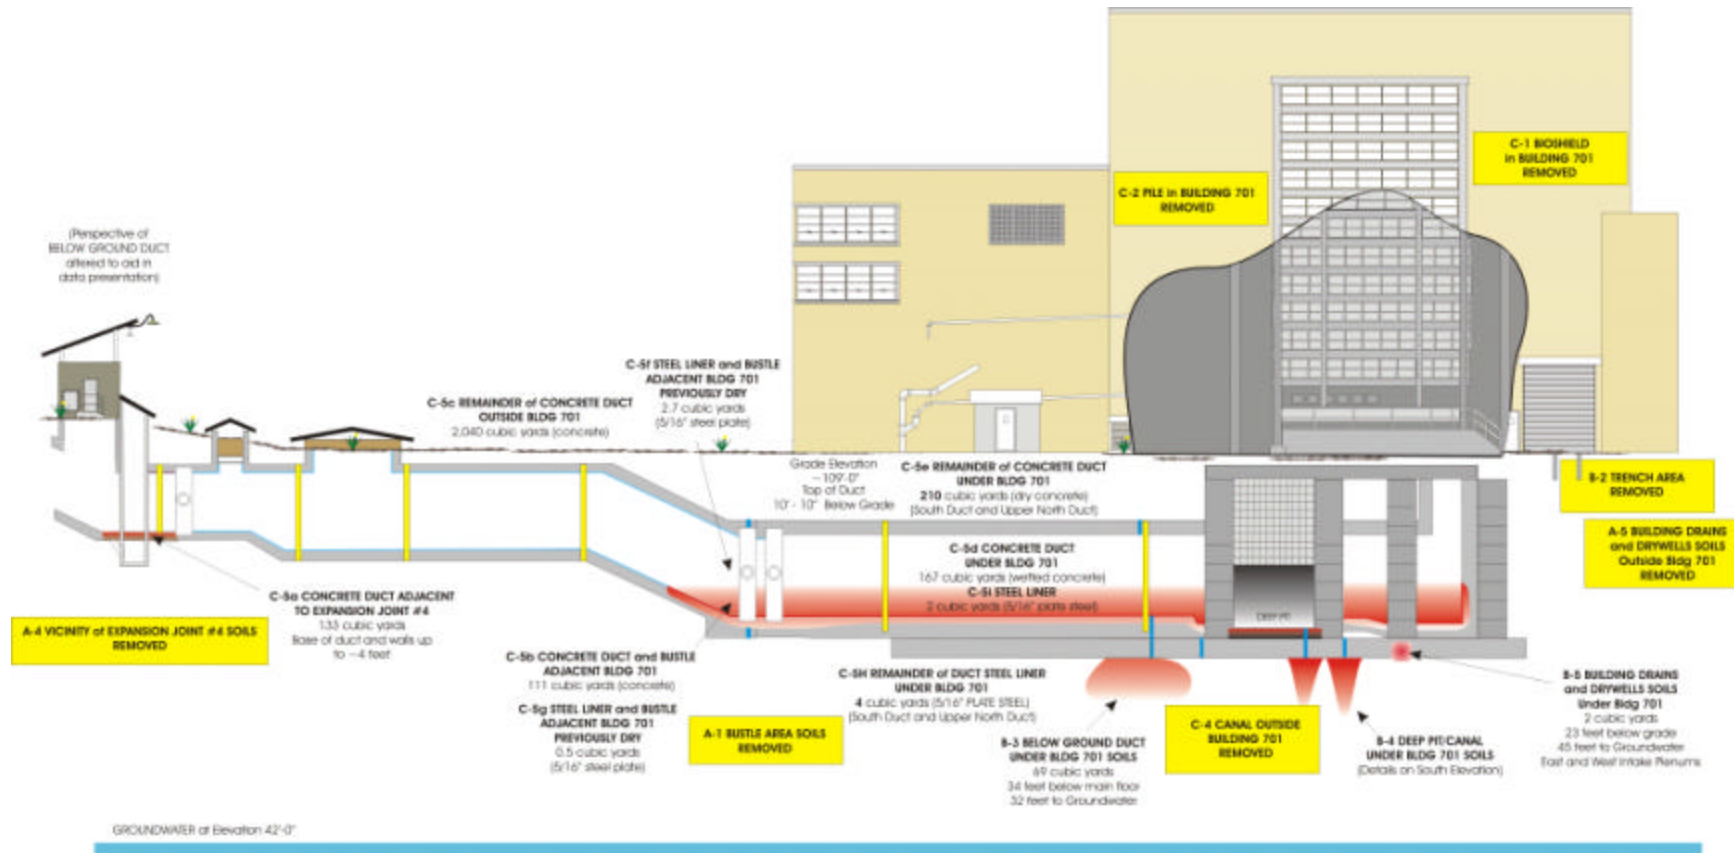 C-1 BIOSHIELD
in BUILDING 701
REMOVED
C-2 PILE in BUILDING 701
REMOVED
(Perspective of
BELOW GROUND DUCT
altered to aid in
data presentation)
C-5f STEEL LINER and BUSTLE
ADJACENT BLDG 701
PREVIOUSLY DRY
2.7 cubic yards
(5/16" steel plate)
C-5c REMAINDER of CONCRETE DUCT
OUTSIDE BLDG 701
2,040 cubic yards (concrete)
Grade Elevation
~109'-0"
Top of Duct
10' - 10" Below Grade
C-5e REMAINDER of CONCRETE DUCT
UNDER BLDG 701
210 cubic yards (dry concrete)
(South Duct and Upper North Duct)
B-2 TRENCH AREA
REMOVED
A-5 BUILDING DRAINS
and DRYWELLS SOILS
Outside Bldg 701
REMOVED
C-5d CONCRETE DUCT
UNDER BLDG 701
167 cubic yards (wetted concrete)
C-5i STEEL LINER
2 cubic yards (5/16" plate steel)
DEEP PIT
C-5a CONCRETE DUCT ADJACENT
TO EXPANSION JOINT #4
133 cubic yards
Base of duct and walls up
to ~4 feet
A-4 VICINITY of EXPANSION JOINT #4 SOILS
REMOVED
C-5b CONCRETE DUCT and BUSTLE
ADJACENT BLDG 701
111 cubic yards (concrete)
C-5g STEEL LINER and BUSTLE
ADJACENT BLDG 701
PREVIOUSLY DRY
0.5 cubic yards
(5/16" steel plate)
A-1 BUSTLE AREA SOILS
REMOVED
C-5H REMAINDER of DUCT STEEL LINER
UNDER BLDG 701
4 cubic yards (5/16" PLATE STEEL)
(South Duct and Upper North Duct)
B-3 BELOW GROUND DUCT
UNDER BLDG 701 SOILS
69 cubic yards
34 feet below main floor
32 feet to Groundwater
C-4 CANAL OUTSIDE
BUILDING 701
REMOVED
B-4 DEEP PIT/CANAL
UNDER BLDG 701 SOILS
(Details on South Elevation)
B-5 BUILDING DRAINS
and DRYWELLS SOILS
Under Bldg 701
2 cubic yards
23 feet below grade
45 feet to Groundwater
East and West Intake Plenums
GROUNDWATER at Elevation 42'-0"